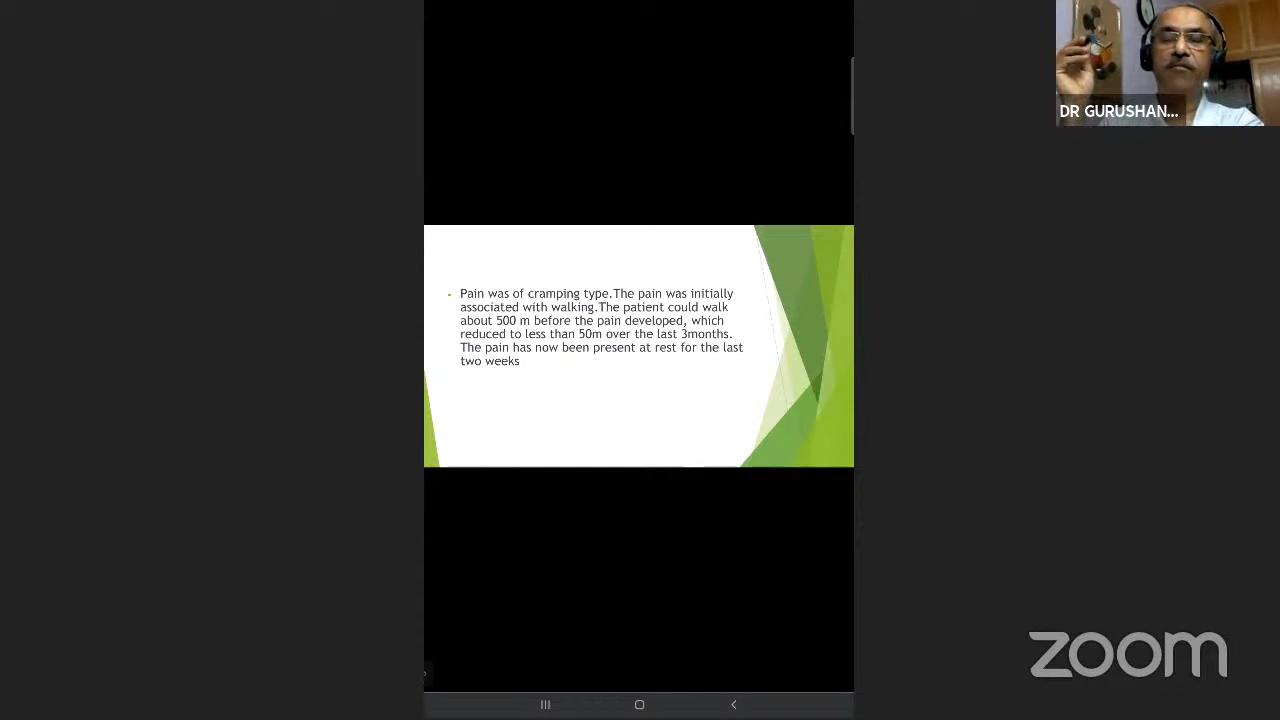 DR GURUSHAN...
Pain was of cramping type.The pain was initially
associated with walking.The patient could walk
about 500 m before the pain developed, which
reduced to less than 50m over the last 3months.
The pain has now been present at rest for the last
two weeks
zoom